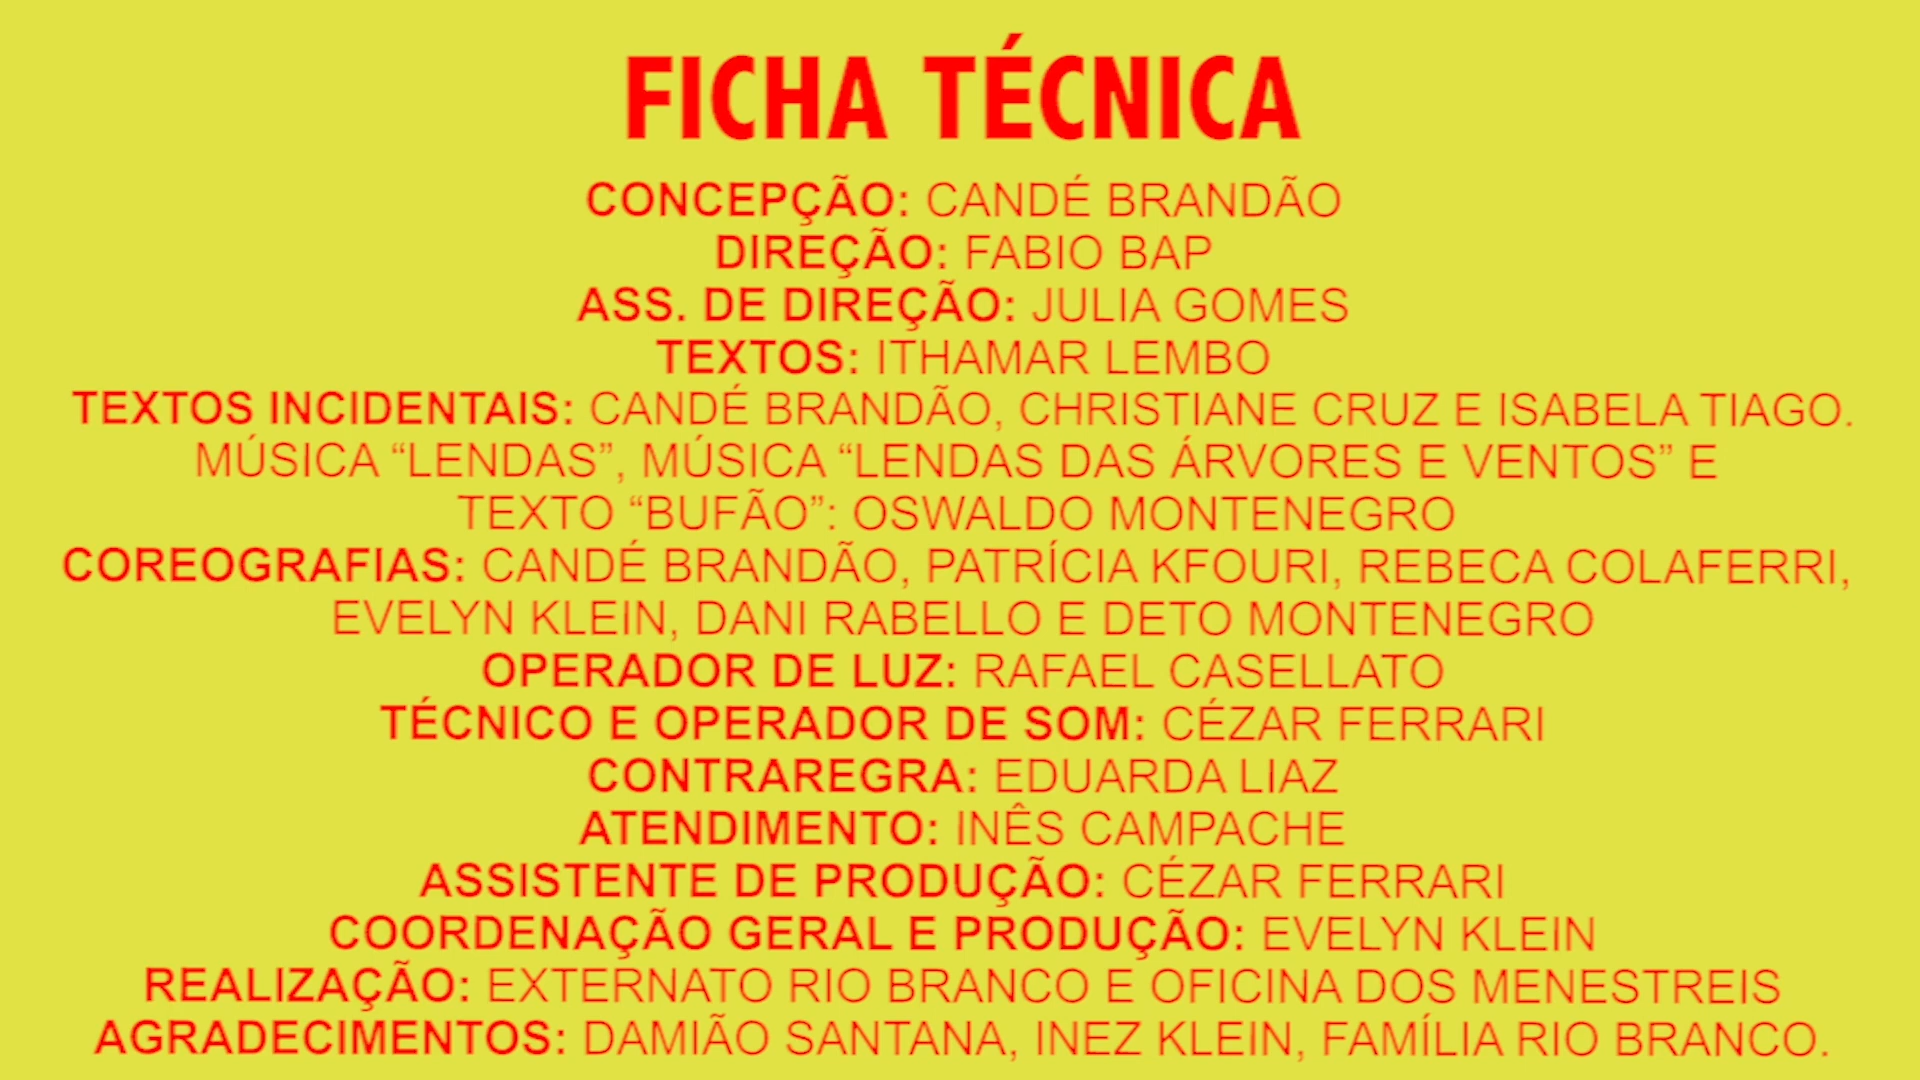 FICHA TÉCNICA
CONCEPÇÃO: CANDÉ BRANDÃO
DIREÇÃO: FABIO BAP
ASS. DE DIREÇÃO: JULIA GOMES
TEXTOS: ITHAMAR LEMBO
TEXTOS INCIDENTAIS: CANDÉ BRANDÃO, CHRISTIANE CRUZ E ISABELA TIAGO.
MÚSICA “LENDAS”, MÚSICA “LENDAS DAS ÁRVORES E VENTOS” E
TEXTO “BUFÃO”: OSWALDO MONTENEGRO
COREOGRAFIAS: CANDÉ BRANDÃO, PATRÍCIA KFOURI, REBECA COLAFERRI,
EVELYN KLEIN, DANI RABELLO E DETO MONTENEGRO
OPERADOR DE LUZ: RAFAEL CASELLATO
TÉCNICO E OPERADOR DE SOM: CÉZAR FERRARI
CONTRAREGRA: EDUARDA LIAZ
ATENDIMENTO: INÊS CAMPACHE
ASSISTENTE DE PRODUÇÃO: CÉZAR FERRARI
COORDENAÇÃO GERAL E PRODUÇÃO: EVELYN KLEIN
REALIZAÇÃO: EXTERNATO RIO BRANCO E OFICINA DOS MENESTREIS
AGRADECIMENTOS: DAMIÃO SANTANA, INEZ KLEIN, FAMÍLIA RIO BRANCO.